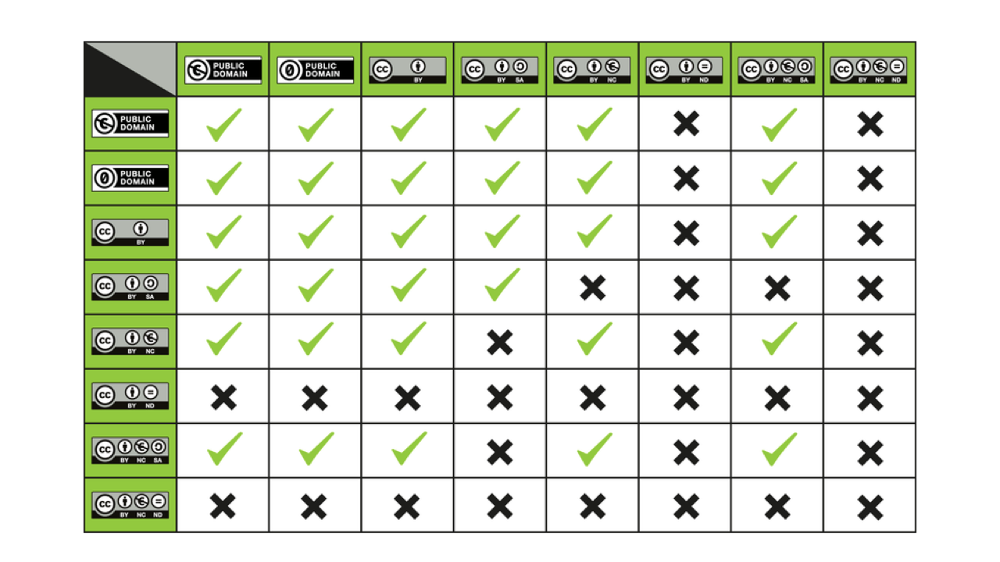 PUBLIC
DOMAIN
0 PUBLIC
DOMAIN
cc BY
cc BY SA
cc BY NC
cc BY ND
cc BY NC SA
cc BY NC ND
PUBLIC
DOMAIN
0 PUBLIC
DOMAIN
cc BY
cc BY SA
cc BY NC
cc BY ND
cc BY NC SA
cc BY NC ND